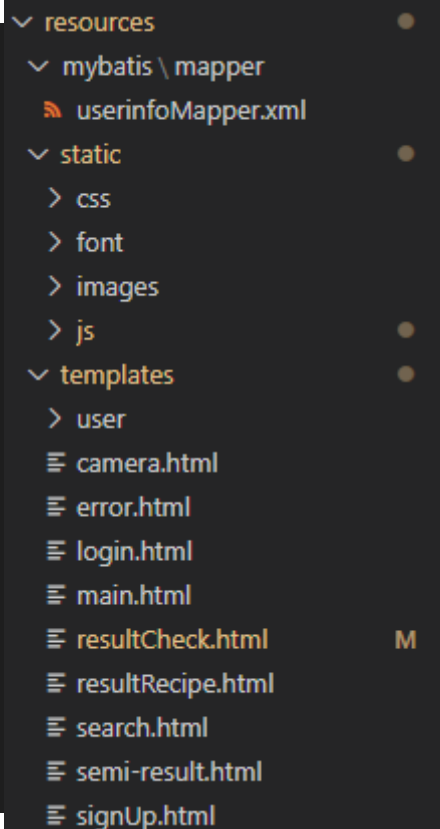 resources
mybatis \ mapper
userinfoMapper.xml
static
css
font
images
js
templates
user
camera.html
error.html
login.html
main.html
resultCheck.html M
resultRecipe.html
search.html
semi-result.html
signUp.html